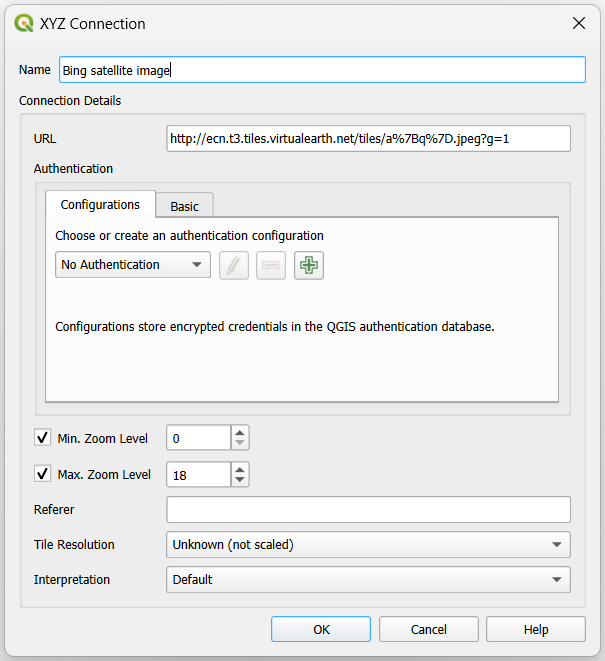 XYZ Connection
Name Bing satellite image
Connection Details
URL http://ecn.t3.tiles.virtualearth.net/tiles/a%7Bq%7D.jpeg?g=1
Authentication
Configurations Basic
Choose or create an authentication configuration
No Authentication
Configurations store encrypted credentials in the QGIS authentication database.
Min. Zoom Level 0
Max. Zoom Level 18
Referer
Tile Resolution Unknown (not scaled)
Interpretation Default
OK Cancel Help